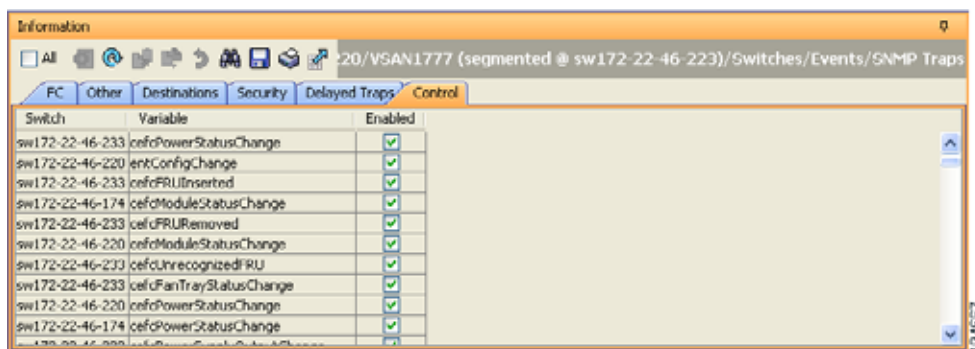 Information
All 220/VSAN1777 (segmented @ sw172-22-46-223)/Switches/Events/SNMP Traps
FC Other Destinations Security Delayed Traps Control
Switch Variable Enabled
sw172-22-46-233 cefcPowerStatusChange
sw172-22-46-220 entConfigChange
sw172-22-46-233 cefcFRUInserted
sw172-22-46-174 cefcModuleStatusChange
sw172-22-46-233 cefcFRURemoved
sw172-22-46-220 cefcModuleStatusChange
sw172-22-46-233 cefcUnrecognizedFRU
sw172-22-46-233 cefcFanTrayStatusChange
sw172-22-46-220 cefcPowerStatusChange
sw172-22-46-174 cefcPowerStatusChange